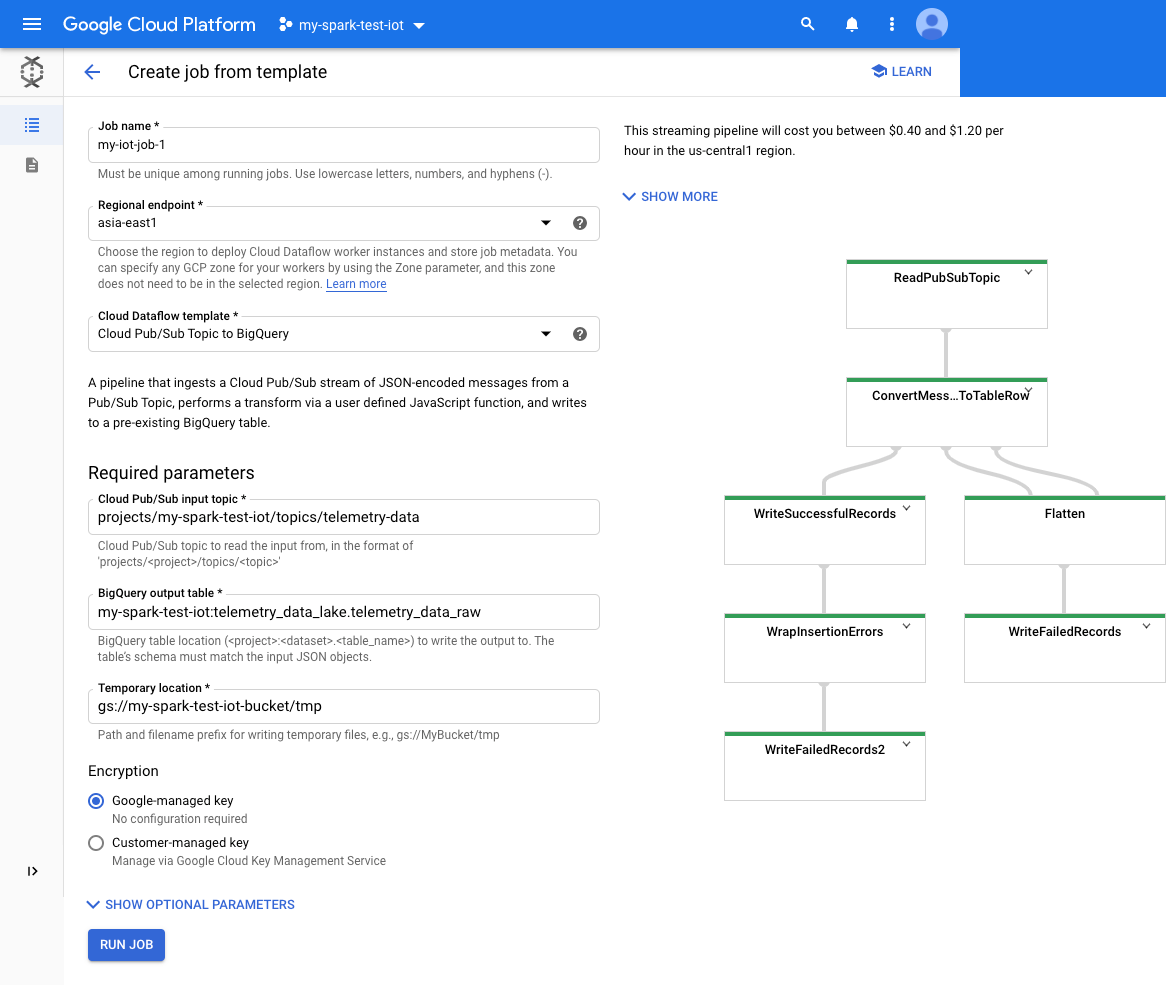 Google Cloud Platform
my-spark-test-iot
Create job from template
LEARN
Job name *
my-iot-job-1
Must be unique among running jobs. Use lowercase letters, numbers, and hyphens (-).
Regional endpoint *
asia-east1
Choose the region to deploy Cloud Dataflow worker instances and store job metadata. You
can specify any GCP zone for your workers by using the Zone parameter, and this zone
does not need to be in the selected region. Learn more
Cloud Dataflow template *
Cloud Pub/Sub Topic to BigQuery
A pipeline that ingests a Cloud Pub/Sub stream of JSON-encoded messages from a
Pub/Sub Topic, performs a transform via a user defined JavaScript function, and writes
to a pre-existing BigQuery table.
Required parameters
Cloud Pub/Sub input topic *
projects/my-spark-test-iot/topics/telemetry-data
Cloud Pub/Sub topic to read the input from, in the format of
'projects/<project>/topics/<topic>'
BigQuery output table *
my-spark-test-iot:telemetry_data_lake.telemetry_data_raw
BigQuery table location (<project>:<dataset>.<table_name>) to write the output to. The
table's schema must match the input JSON objects.
Temporary location *
gs://my-spark-test-iot-bucket/tmp
Path and filename prefix for writing temporary files, e.g., gs://MyBucket/tmp
Encryption
Google-managed key
No configuration required
Customer-managed key
Manage via Google Cloud Key Management Service
SHOW OPTIONAL PARAMETERS
RUN JOB
This streaming pipeline will cost you between $0.40 and $1.20 per
hour in the us-central1 region.
SHOW MORE
ReadPubSubTopic
ConvertMess...ToTableRow
WriteSuccessfulRecords
Flatten
WrapInsertionErrors
WriteFailedRecords
WriteFailedRecords2